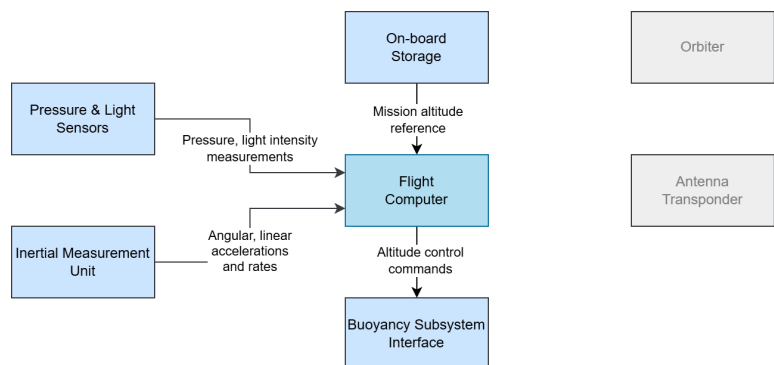 On-board
Storage
Orbiter
Pressure & Light
Sensors
Mission altitude
reference
Pressure, light intensity
measurements
Flight
Computer
Antenna
Transponder
Inertial Measurement
Unit
Angular, linear
accelerations
and rates
Altitude control
commands
Buoyancy Subsystem
Interface